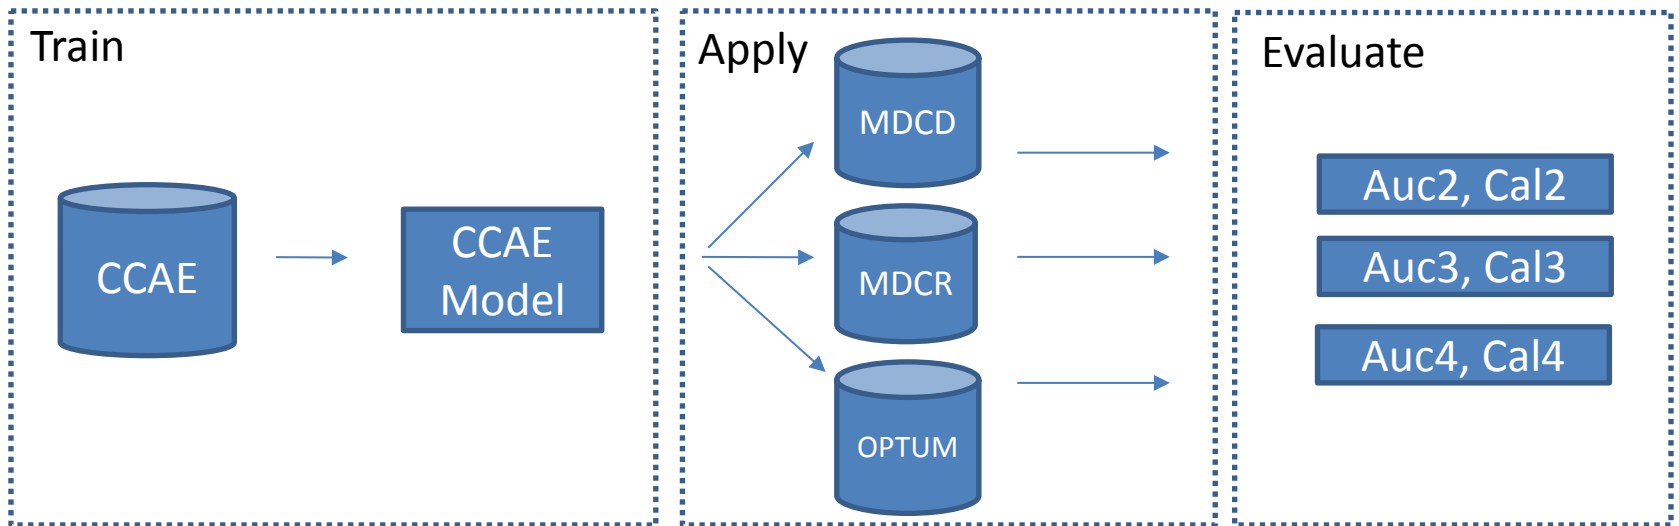 Train
CCAE
CCAE
Model
Apply
MDCD
MDCR
OPTUM
Evaluate
Auc2, Cal2
Auc3, Cal3
Auc4, Cal4